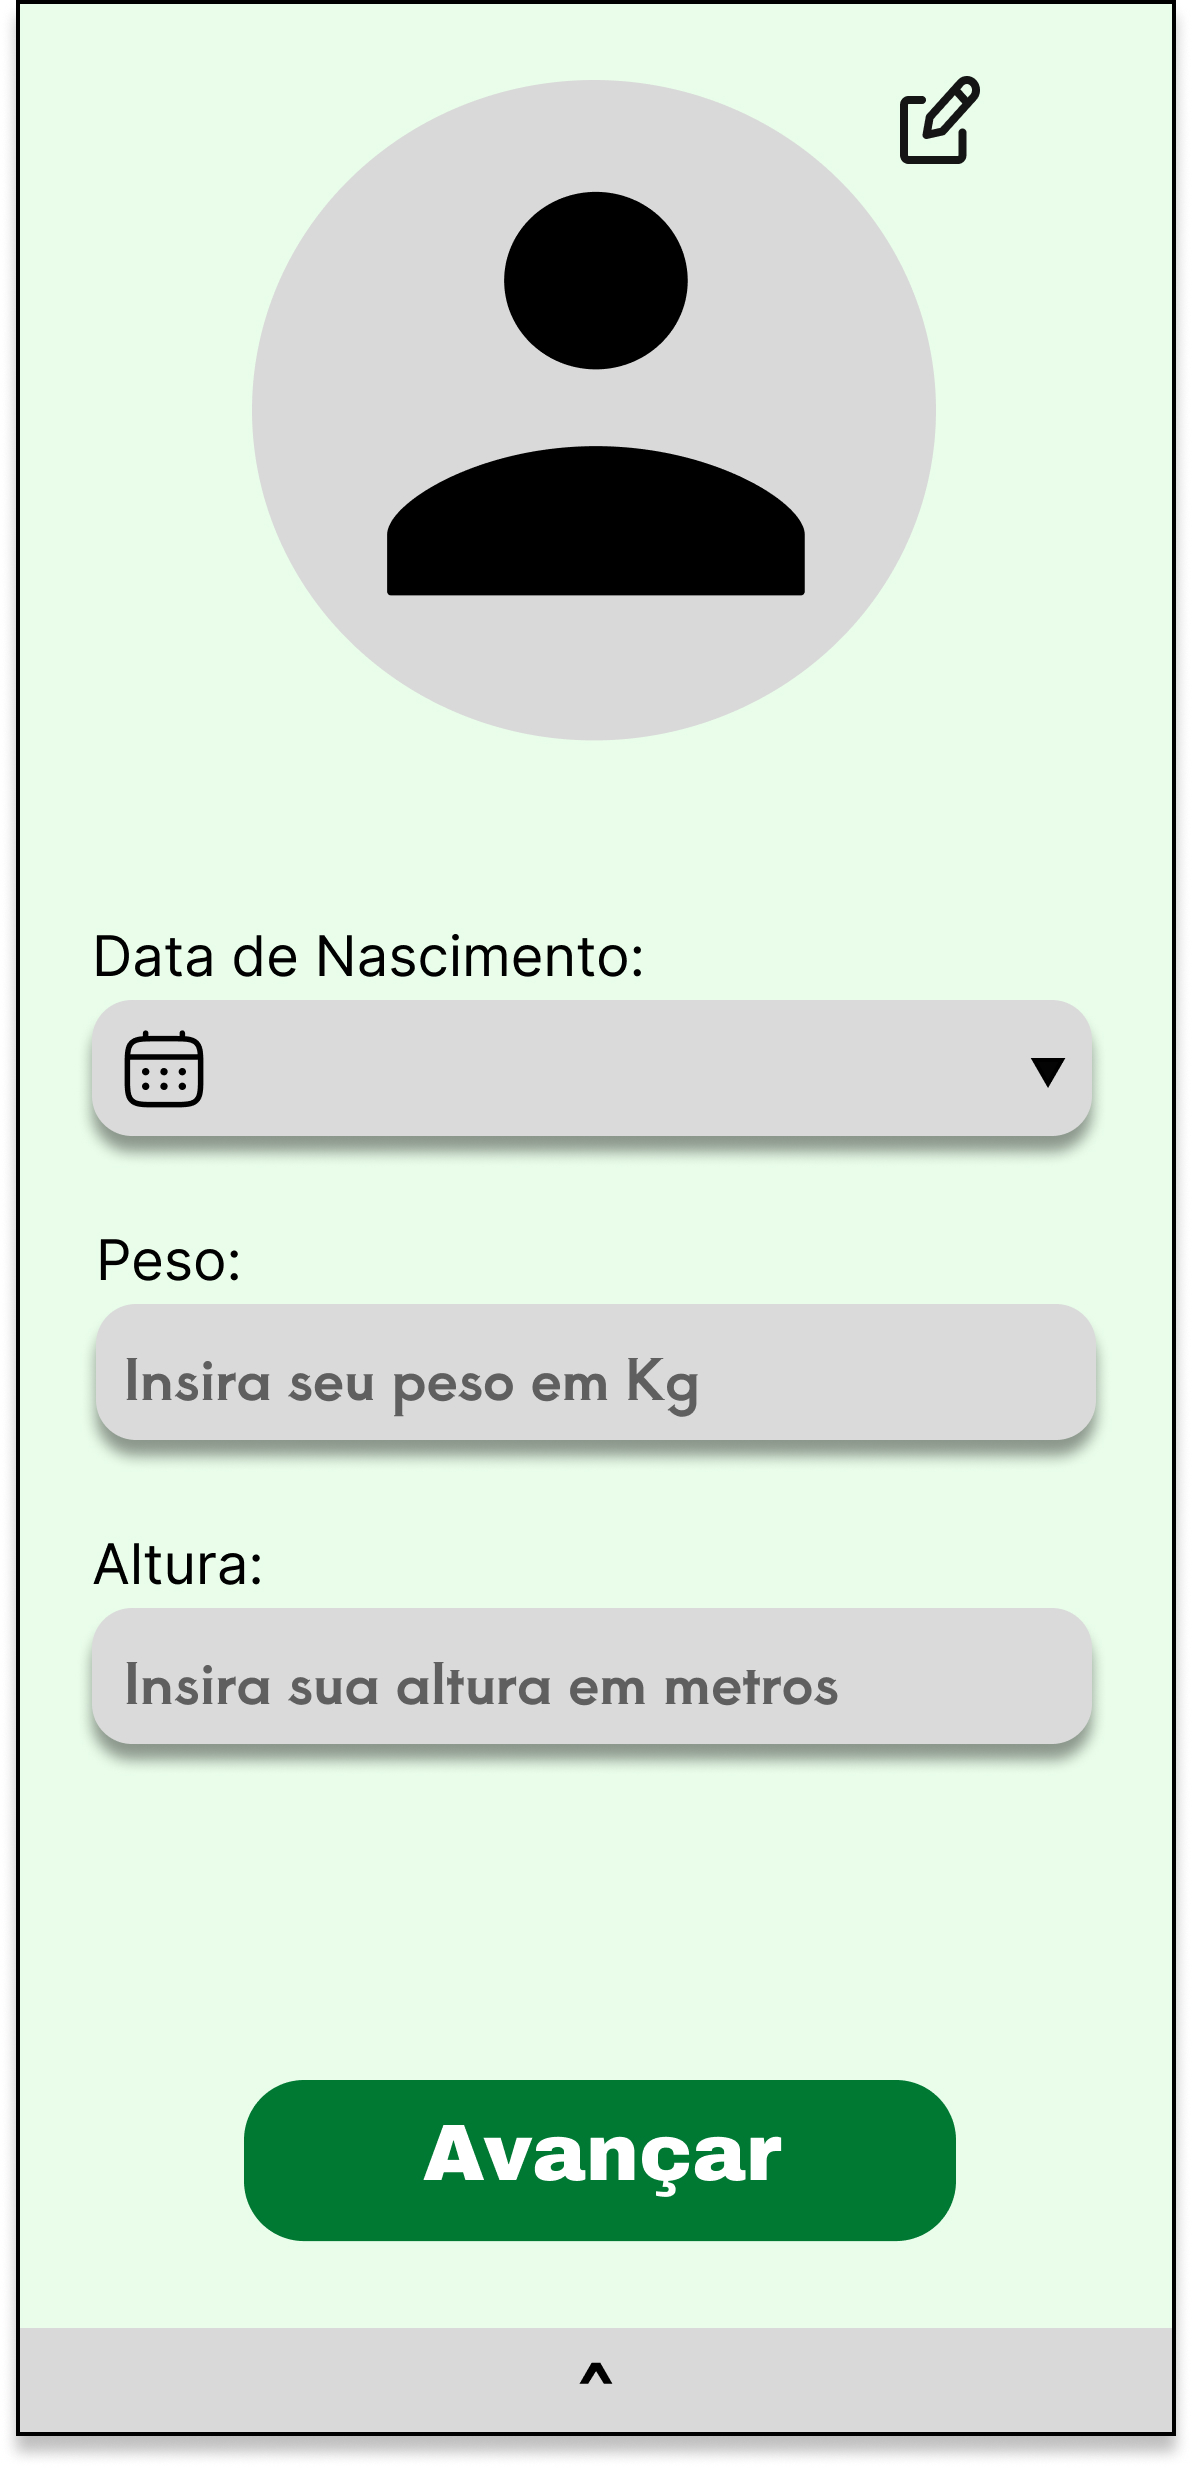 Data de Nascimento:
Peso:
Insira seu peso em Kg
Altura:
Insira sua altura em metros
Avançar
^